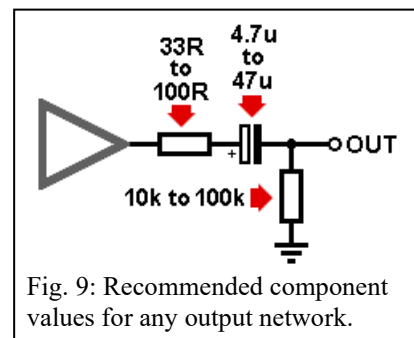 33R
to
100R
4.7u
to
47u
+
OUT
10k to 100k
Fig. 9: Recommended component
values for any output network.